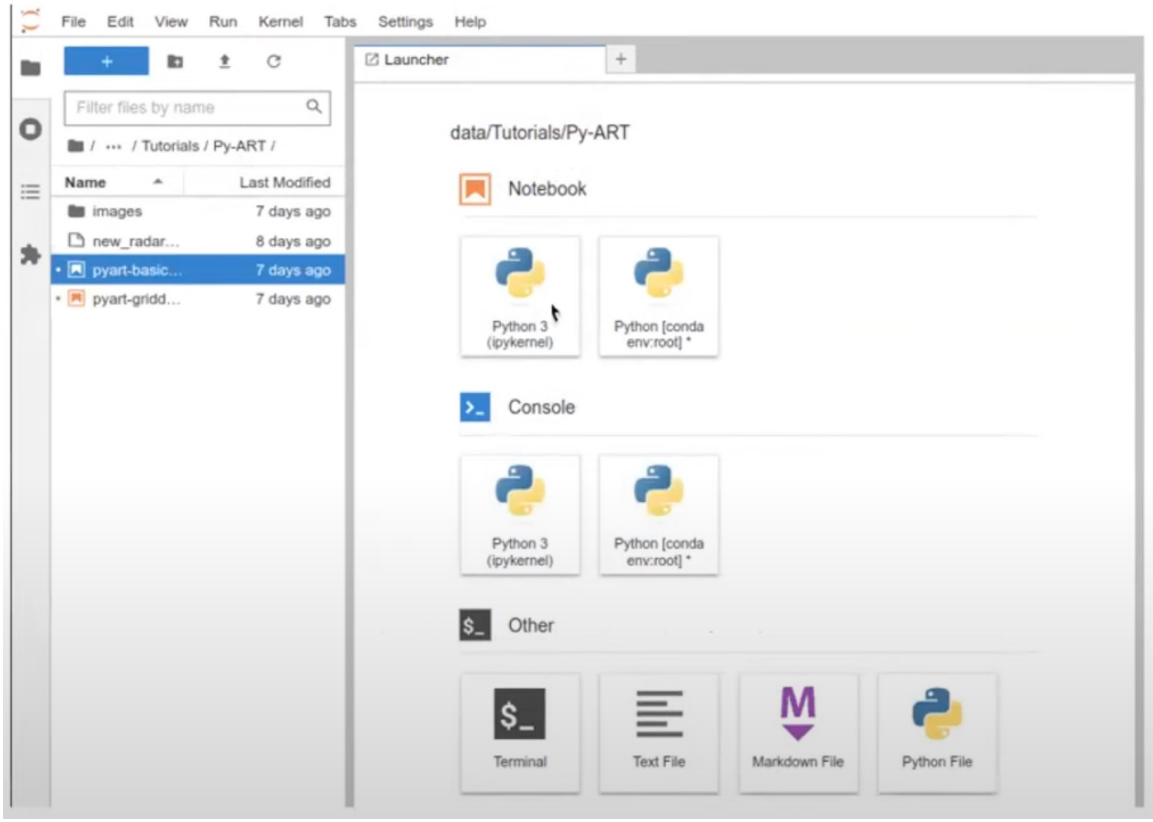 File Edit View Run Kernel Tabs Settings Help
+
Launcher
+
Filter files by name
/ ··· / Tutorials / Py-ART /
Name Last Modified
images 7 days ago
new_radar... 8 days ago
pyart-basic... 7 days ago
pyart-gridd... 7 days ago
data/Tutorials/Py-ART
Notebook
Python 3
(ipykernel)
Python [conda
env:root] *
Console
Python 3
(ipykernel)
Python [conda
env:root] *
$_ Other
$_
Terminal
Text File
M
Markdown File
Python File